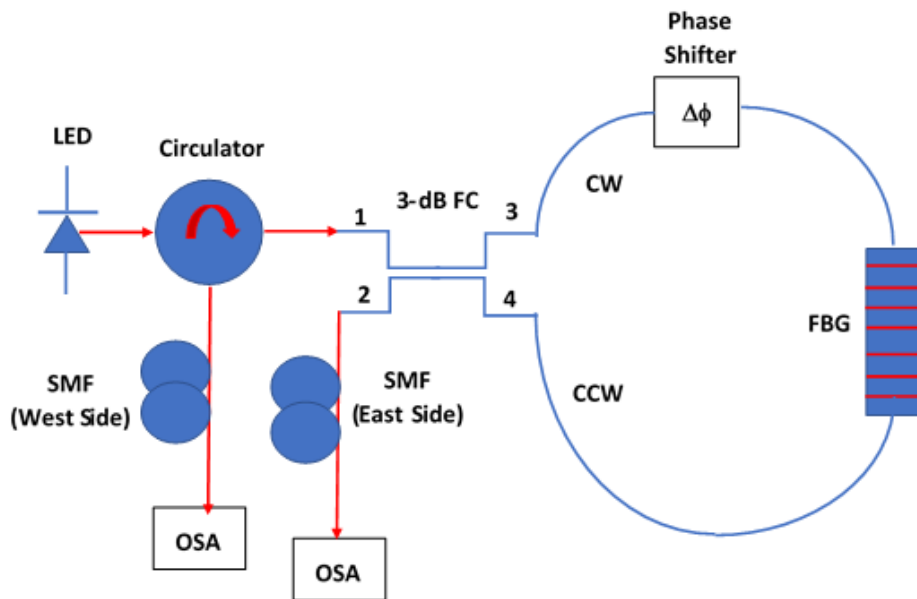 Phase
Shifter
Δϕ
LED
Circulator
3-dB FC
1
3
CW
2
4
FBG
SMF
(West Side)
SMF
(East Side)
CCW
OSA
OSA